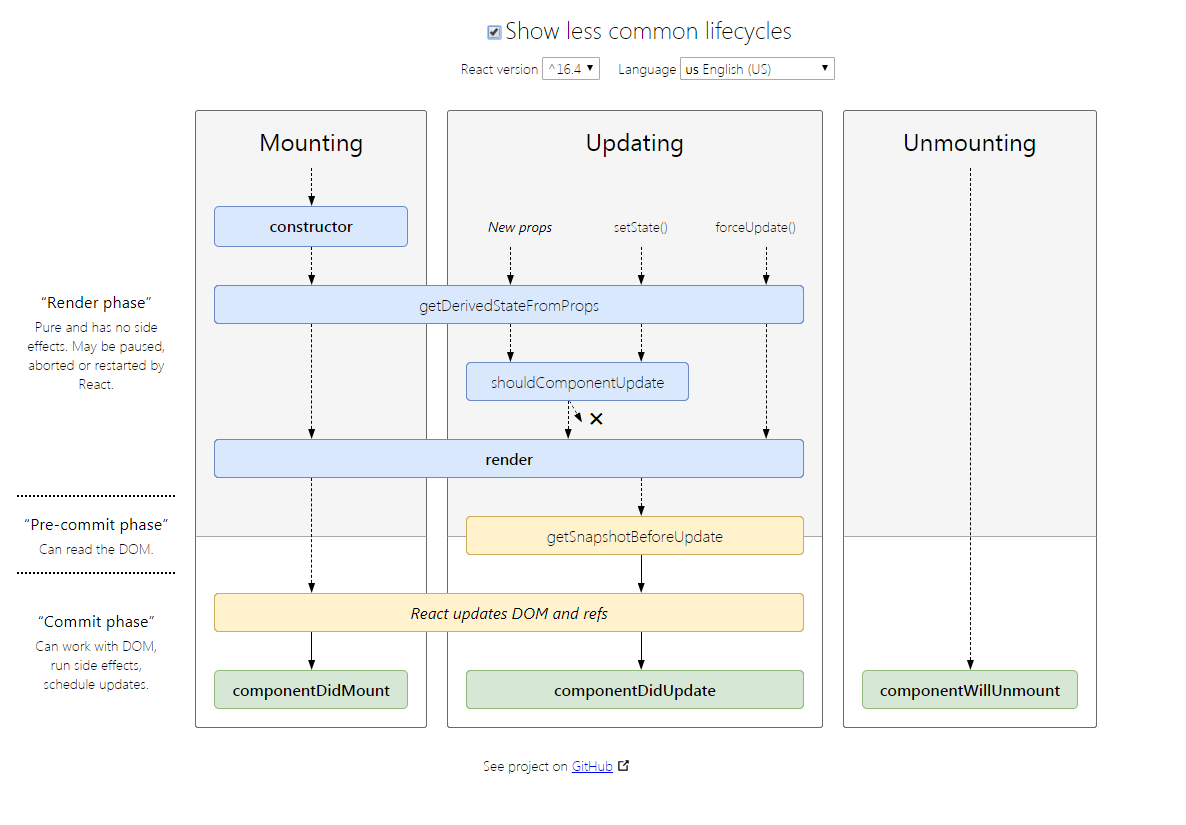 Show less common lifecycles
React version ^16.4 Language us English (US)
Mounting
Updating
Unmounting
constructor
New props
setState()
forceUpdate()
“Render phase”
Pure and has no side
effects. May be paused,
aborted or restarted by
React.
getDerivedStateFromProps
shouldComponentUpdate
render
“Pre-commit phase”
Can read the DOM.
getSnapshotBeforeUpdate
“Commit phase”
Can work with DOM,
run side effects,
schedule updates.
React updates DOM and refs
componentDidMount
componentDidUpdate
componentWillUnmount
See project on GitHub